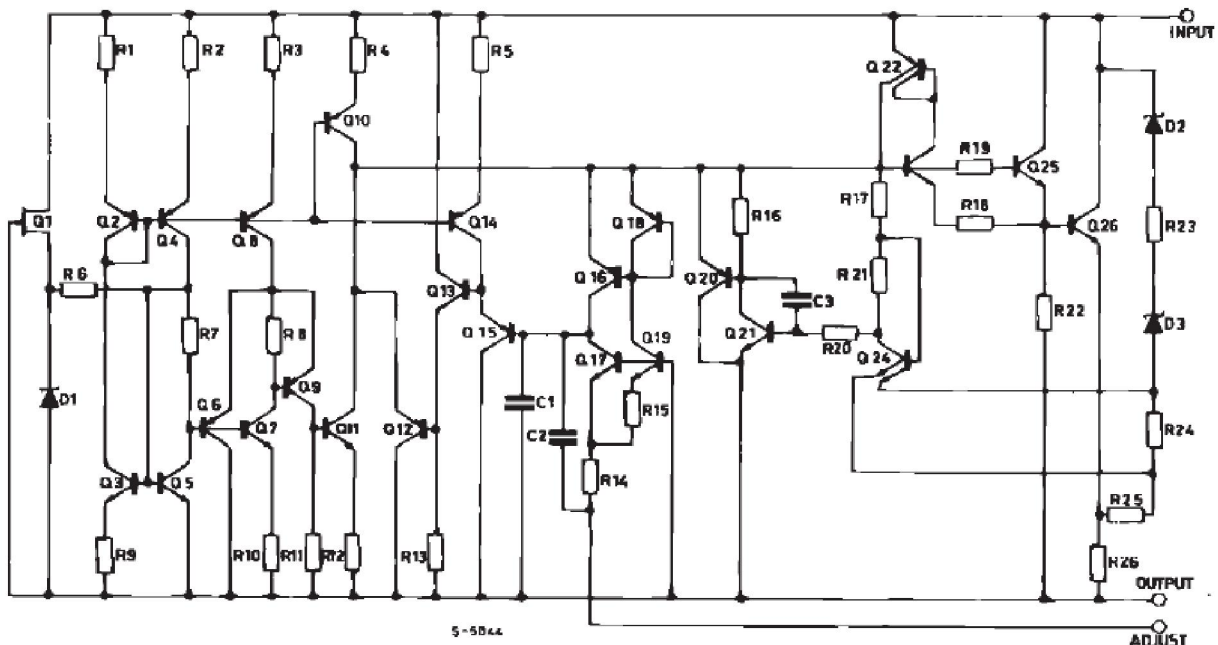 INPUT
R1
R2
R3
R4
R5
Q22
D2
Q10
R19
Q25
R17
R18
Q1
Q2
Q4
Q8
Q14
Q18
R16
Q26
R23
R6
Q13
Q16
Q20
R21
C3
R7
R8
Q15
Q21
R22
D3
Q17
Q19
R20
Q24
D1
Q9
C1
R15
Q6
Q7
Q11
Q12
C2
R24
Q3
Q5
R14
R25
R9
R10
R11
R12
R13
R26
OUTPUT
S-5044
ADJUST